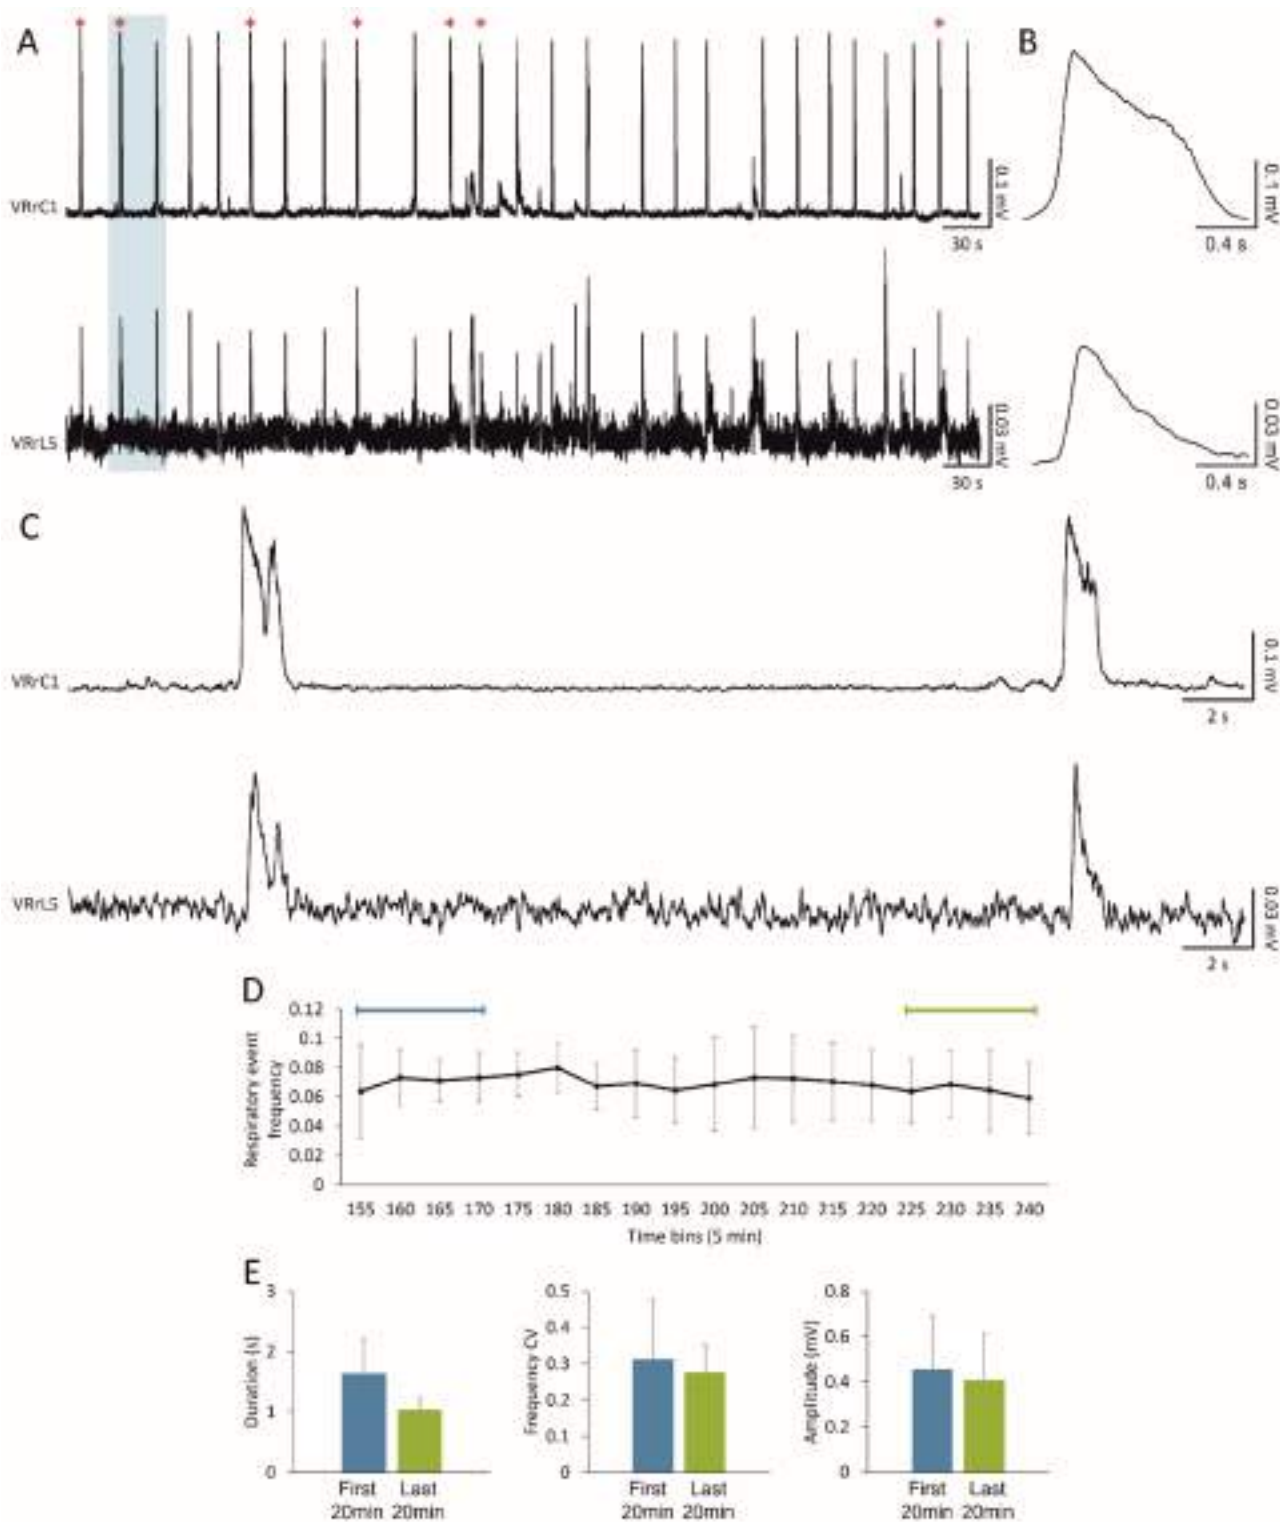 A
B
VRrC1
0.1 mV
30 s
0.1 mV
0.4 s
VRrL5
0.03 mV
30 s
0.03 mV
0.4 s
C
VRrC1
0.1 mV
2 s
VRrL5
0.03 mV
2 s
D
Respiratory event
frequency
0.12
0.1
0.08
0.06
0.04
0.02
0
155 160 165 170 175 180 185 190 195 200 205 210 215 220 225 230 235 240
Time bins (5 min)
E
Duration (s)
3
2
1
0
First Last
20min 20min
Frequency CV
0.5
0.4
0.3
0.2
0.1
0
First Last
20min 20min
Amplitude (mV)
0.8
0.6
0.4
0.2
0
First Last
20min 20min